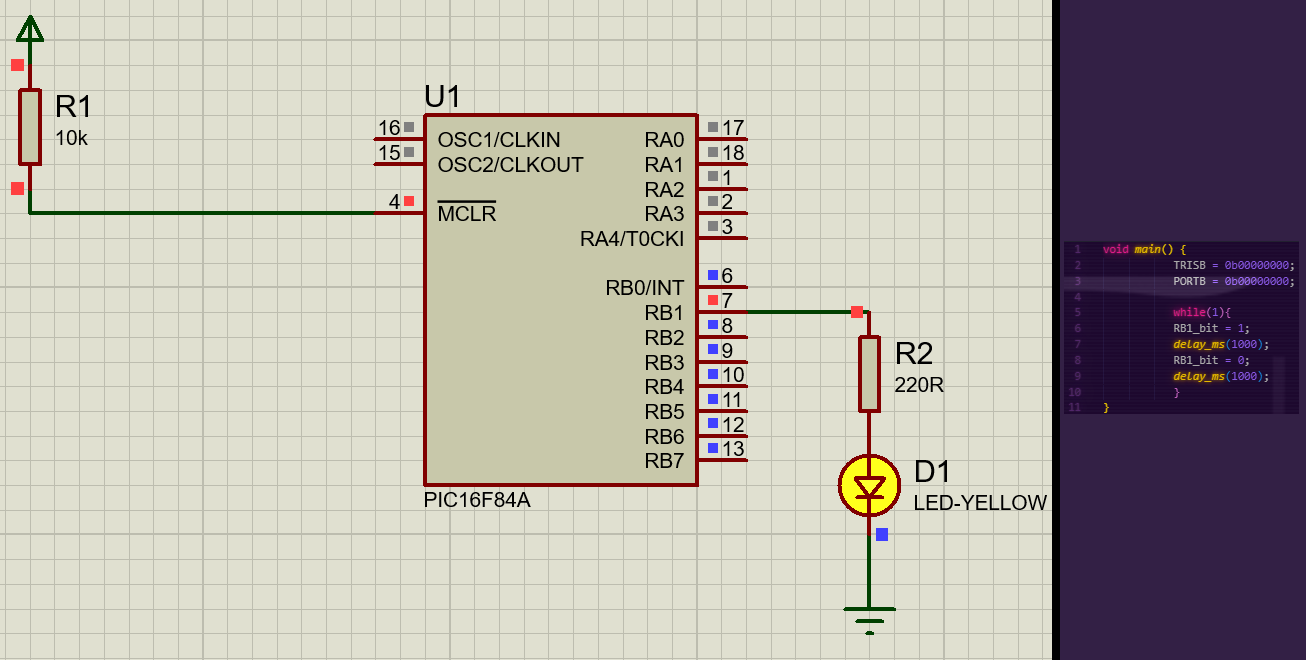 R1
10k
U1
16
OSC1/CLKIN
15
OSC2/CLKOUT
4
MCLR
RA0
17
RA1
18
RA2
1
RA3
2
RA4/T0CKI
3
RB0/INT
6
RB1
7
RB2
8
RB3
9
RB4
10
RB5
11
RB6
12
RB7
13
PIC16F84A
R2
220R
D1
LED-YELLOW
1 void main() {
2 TRISB = 0b00000000;
3 PORTB = 0b00000000;
4
5 while(1){
6 RB1_bit = 1;
7 delay_ms(1000);
8 RB1_bit = 0;
9 delay_ms(1000);
10 }
11 }